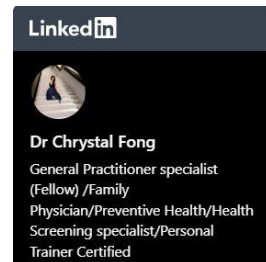 Linked in
Dr Chrystal Fong
General Practitioner specialist
(Fellow) /Family
Physician/Preventive Health/Health
Screening specialist/Personal
Trainer Certified